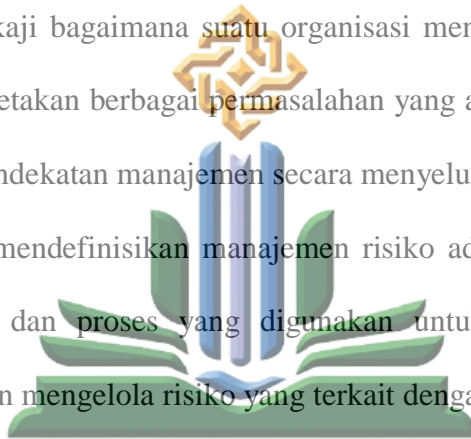 kaji bagaimana suatu organisasi men
etakan berbagai permasalahan yang a
ndekatan manajemen secara menyelu
mendefinisikan manajemen risiko ad
dan proses yang digunakan untu
n mengelola risiko yang terkait denga